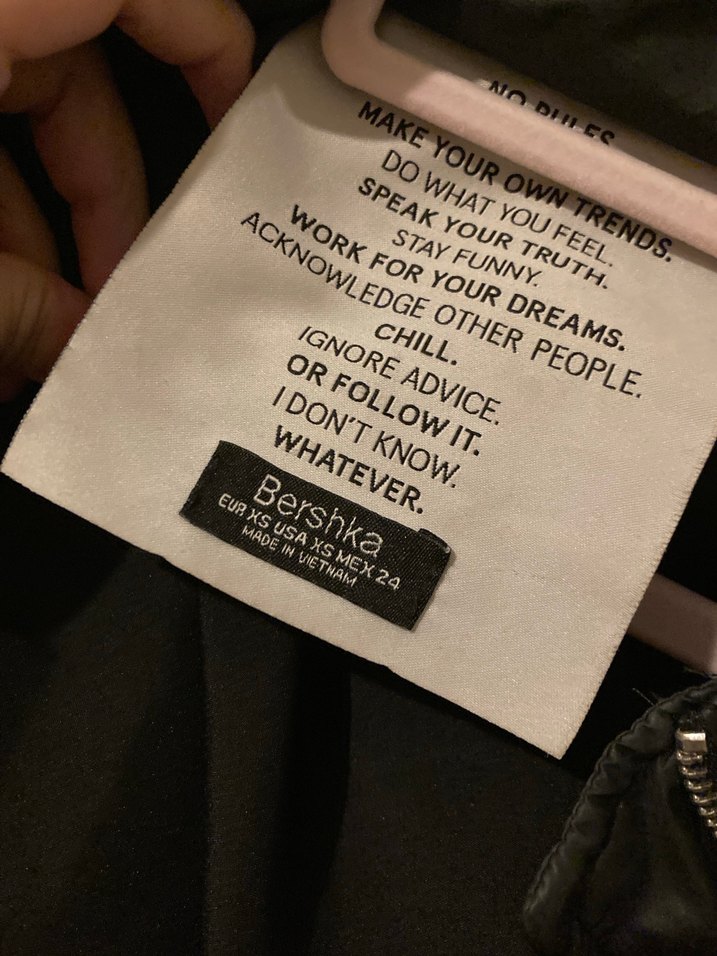 NO RULES
MAKE YOUR OWN TRENDS.
DO WHAT YOU FEEL.
SPEAK YOUR TRUTH.
STAY FUNNY.
WORK FOR YOUR DREAMS.
ACKNOWLEDGE OTHER PEOPLE.
CHILL.
IGNORE ADVICE.
OR FOLLOW IT.
I DON'T KNOW.
WHATEVER.
Bershka
EUR XS USA XS MEX 24
MADE IN VIETNAM